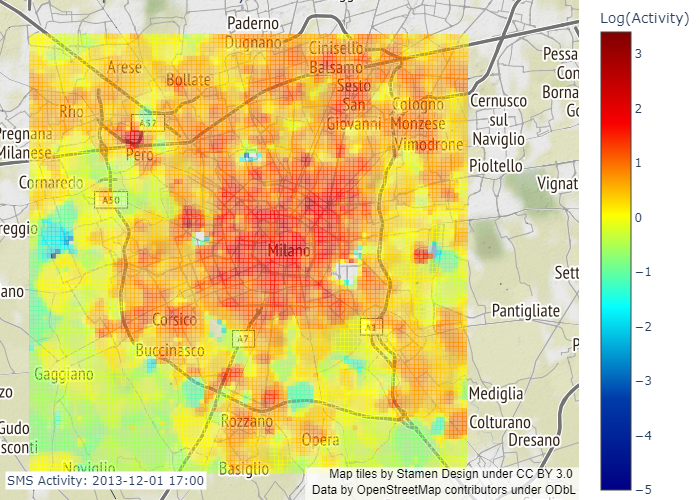 Log(Activity)
Paderno
Dugnano
Cinisello
Balsamo
Arese
Bollate
Sesto
San
Giovanni
Cologno
Monzese
Vimodrone
Rho
A52
Pero
Pregnana
Milanese
Cornaredo
A50
reggio
ano
Milano
Cernusco
sul
Naviglio
Pioltello
Pessa
Con
Borna
Go
Vignat
Sett
Pantigliate
P
Corsico
A7
Buccinasco
Gaggiano
zo
Gudo
sconti
Rozzano
Opera
Mediglia
Colturano
Dresano
Noviglio
Basiglio
SMS Activity: 2013-12-01 17:00
Map tiles by Stamen Design under CC BY 3.0
Data by OpenStreetMap contributors under ODbL
3
2
1
0
−1
−2
−3
−4
−5